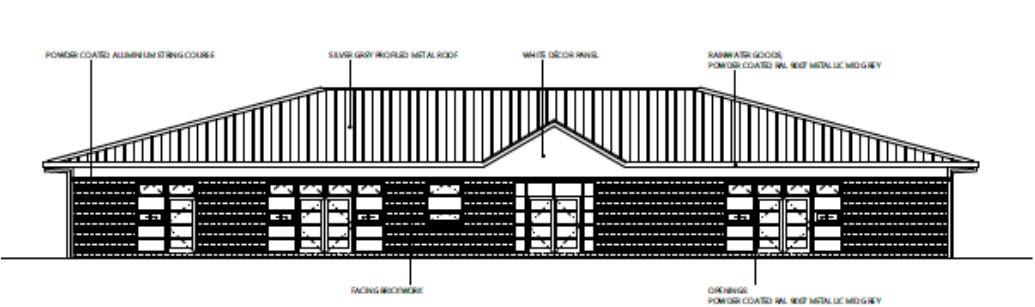 POWDER COATED ALUMINIUM STRING COURSE
SILVER GREY PROFILED METAL ROOF
WHITE DÉCOR PANEL
RAINWATER GOODS,
POWDER COATED RAL 9007 METALLIC MID GREY
FACING BRICKWORK
OPENINGS
POWDER COATED RAL 9007 METALLIC MID GREY